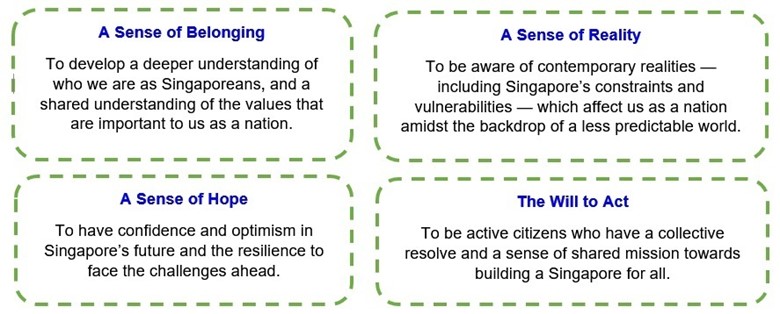 A Sense of Belonging
To develop a deeper understanding of
who we are as Singaporeans, and a
shared understanding of the values that
are important to us as a nation.
A Sense of Reality
To be aware of contemporary realities —
including Singapore’s constraints and
vulnerabilities — which affect us as a nation
amidst the backdrop of a less predictable world.
A Sense of Hope
To have confidence and optimism in
Singapore’s future and the resilience to
face the challenges ahead.
The Will to Act
To be active citizens who have a collective
resolve and a sense of shared mission towards
building a Singapore for all.